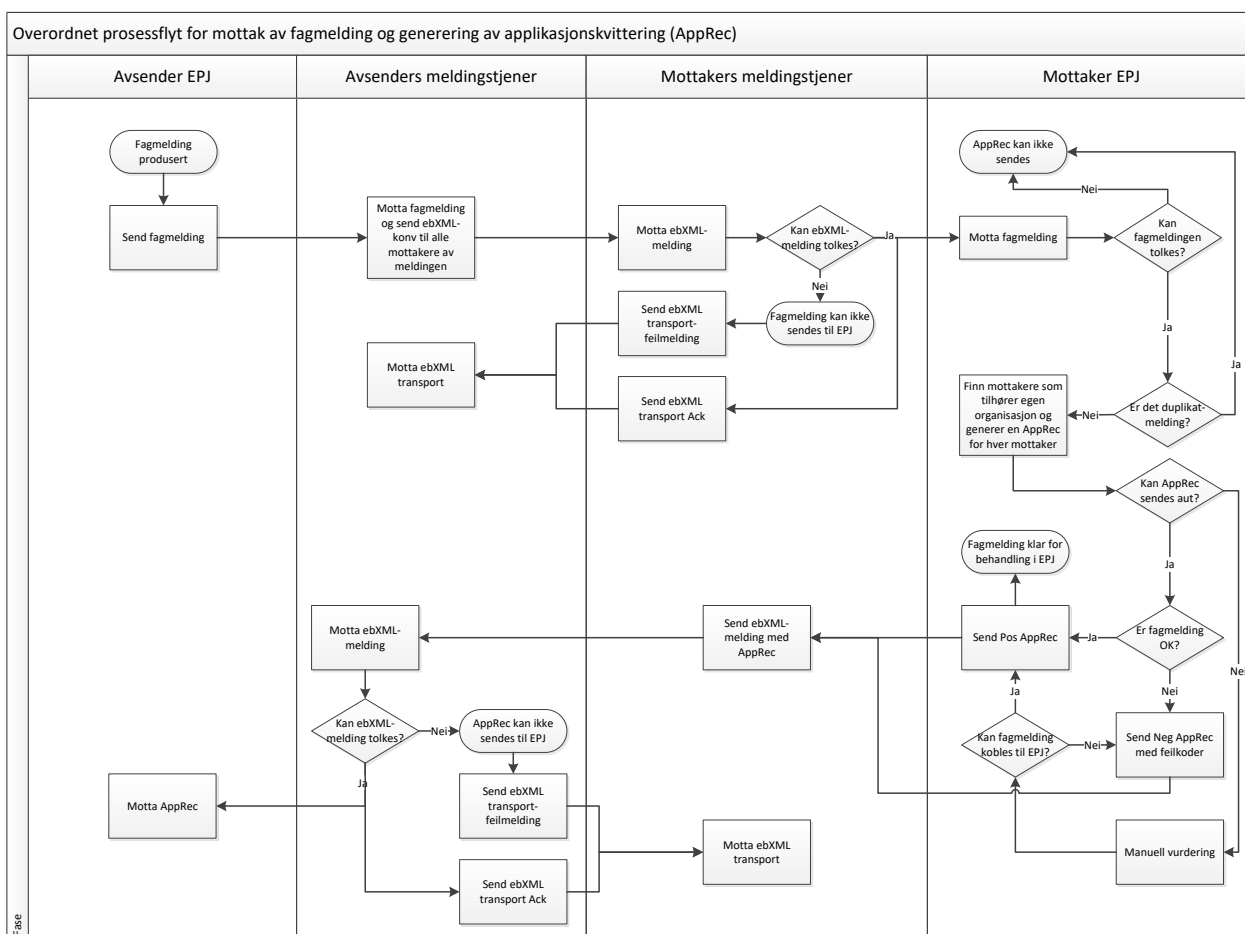 Overordnet prosessflyt for mottak av fagmelding og generering av applikasjonskvittering (AppRec)
Fase
Avsender EPJ
Avsenders meldingstjener
Mottakers meldingstjener
Mottaker EPJ
Fagmelding
produsert
Send fagmelding
Motta fagmelding
og send ebXML-
konv til alle
mottakere av
meldingen
Motta ebXML-
melding
Kan ebXML-
melding tolkes?
Ja
Nei
Fagmelding kan ikke
sendes til EPJ
Send ebXML
transport-
feilmelding
Send ebXML
transport Ack
Motta ebXML
transport
Motta fagmelding
Kan
fagmeldingen
tolkes?
Nei
AppRec kan ikke
sendes
Ja
Er det duplikat-
melding?
Ja
Nei
Finn mottakere som
tilhører egen
organisasjon og
generer en AppRec
for hver mottaker
Kan AppRec
sendes aut?
Ja
Nei
Er fagmelding
OK?
Ja
Nei
Send Pos AppRec
Fagmelding klar for
behandling i EPJ
Send Neg AppRec
med feilkoder
Manuell vurdering
Kan fagmelding
kobles til EPJ?
Ja
Nei
Send ebXML-
melding med
AppRec
Motta ebXML-
melding
Kan ebXML-
melding tolkes?
Nei
AppRec kan ikke
sendes til EPJ
Ja
Motta AppRec
Send ebXML
transport-
feilmelding
Send ebXML
transport Ack
Motta ebXML
transport